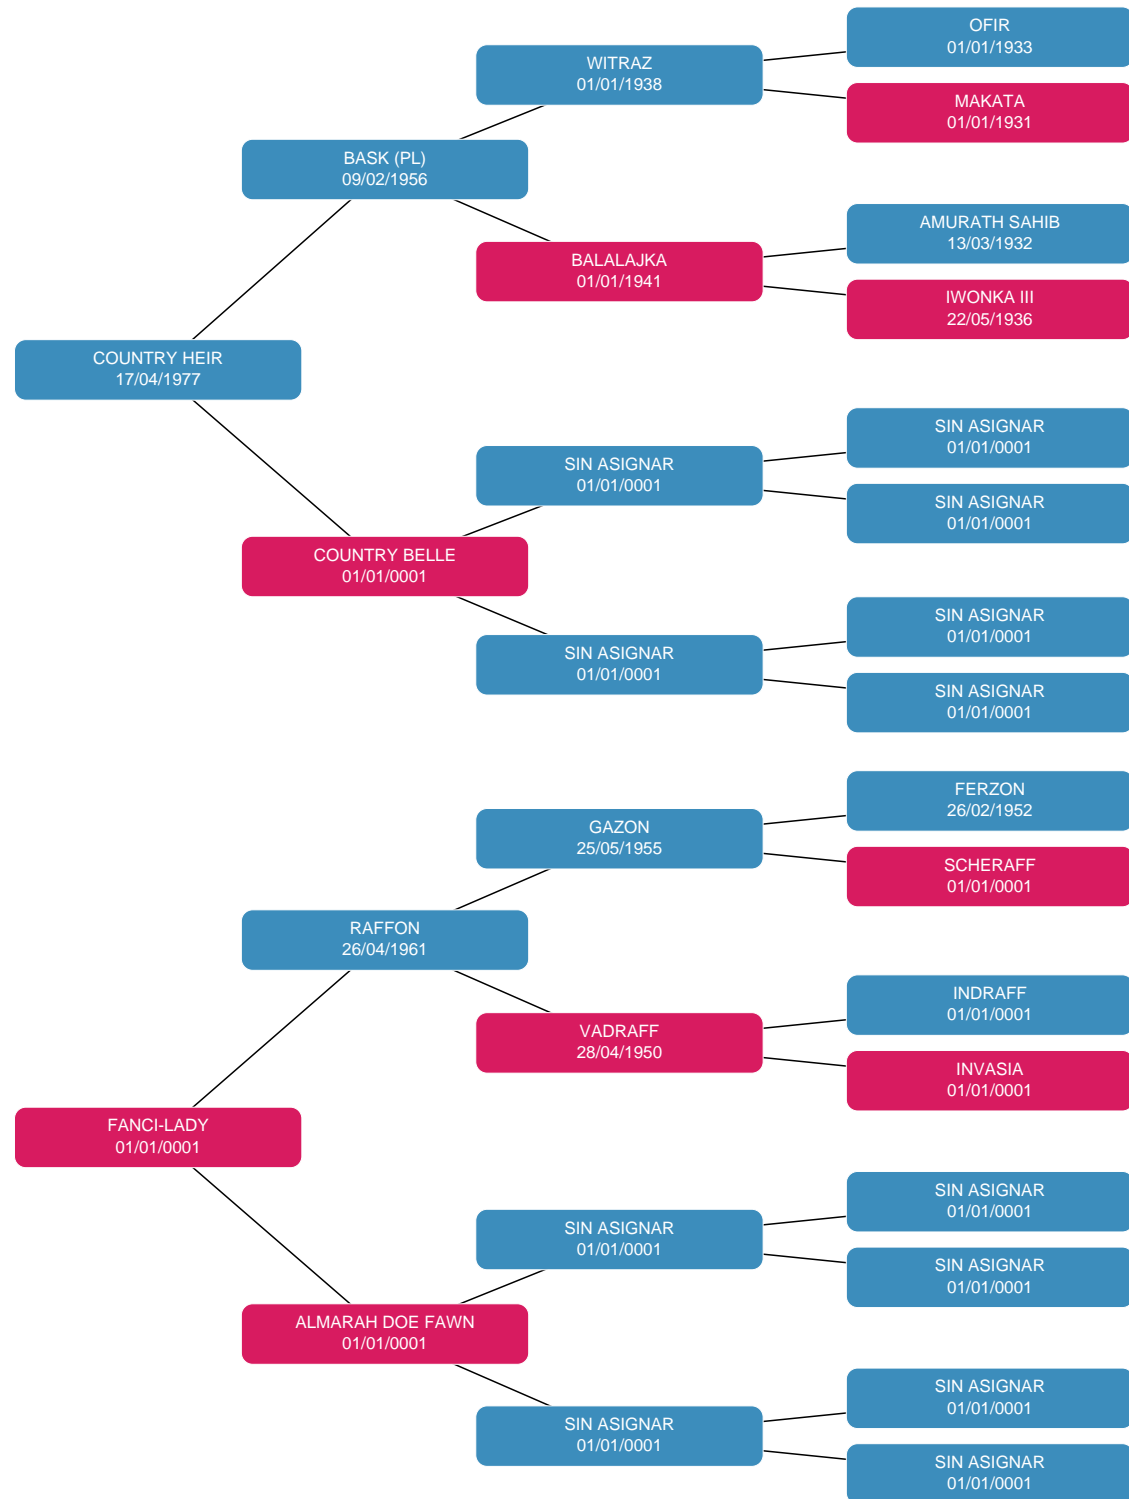 OFIR
01/01/1933
WITRAZ
01/01/1938
MAKATA
01/01/1931
BASK (PL)
09/02/1956
AMURATH SAHIB
13/03/1932
BALALAJKA
01/01/1941
IWONKA III
22/05/1936
COUNTRY HEIR
17/04/1977
SIN ASIGNAR
01/01/0001
SIN ASIGNAR
01/01/0001
SIN ASIGNAR
01/01/0001
COUNTRY BELLE
01/01/0001
SIN ASIGNAR
01/01/0001
SIN ASIGNAR
01/01/0001
SIN ASIGNAR
01/01/0001
FERZON
26/02/1952
GAZON
25/05/1955
SCHERAFF
01/01/0001
RAFFON
26/04/1961
INDRAFF
01/01/0001
VADRAFF
28/04/1950
INVASIA
01/01/0001
FANCI-LADY
01/01/0001
SIN ASIGNAR
01/01/0001
SIN ASIGNAR
01/01/0001
SIN ASIGNAR
01/01/0001
ALMARAH DOE FAWN
01/01/0001
SIN ASIGNAR
01/01/0001
SIN ASIGNAR
01/01/0001
SIN ASIGNAR
01/01/0001